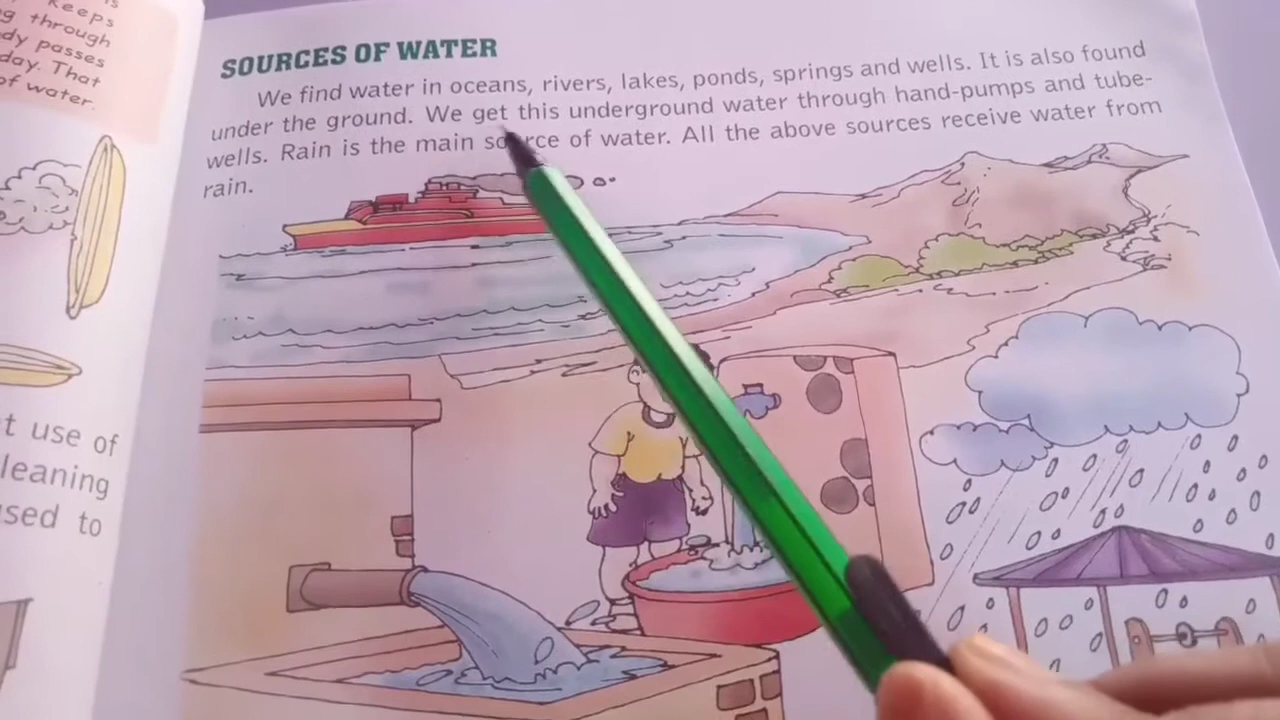 keeps
g through
dy passes
day. That
of water.
t use of
leaning
sed to
SOURCES OF WATER
We find water in oceans, rivers, lakes, ponds, springs and wells. It is also found
under the ground. We get this underground water through hand-pumps and tube-
wells. Rain is the main source of water. All the above sources receive water from
rain.